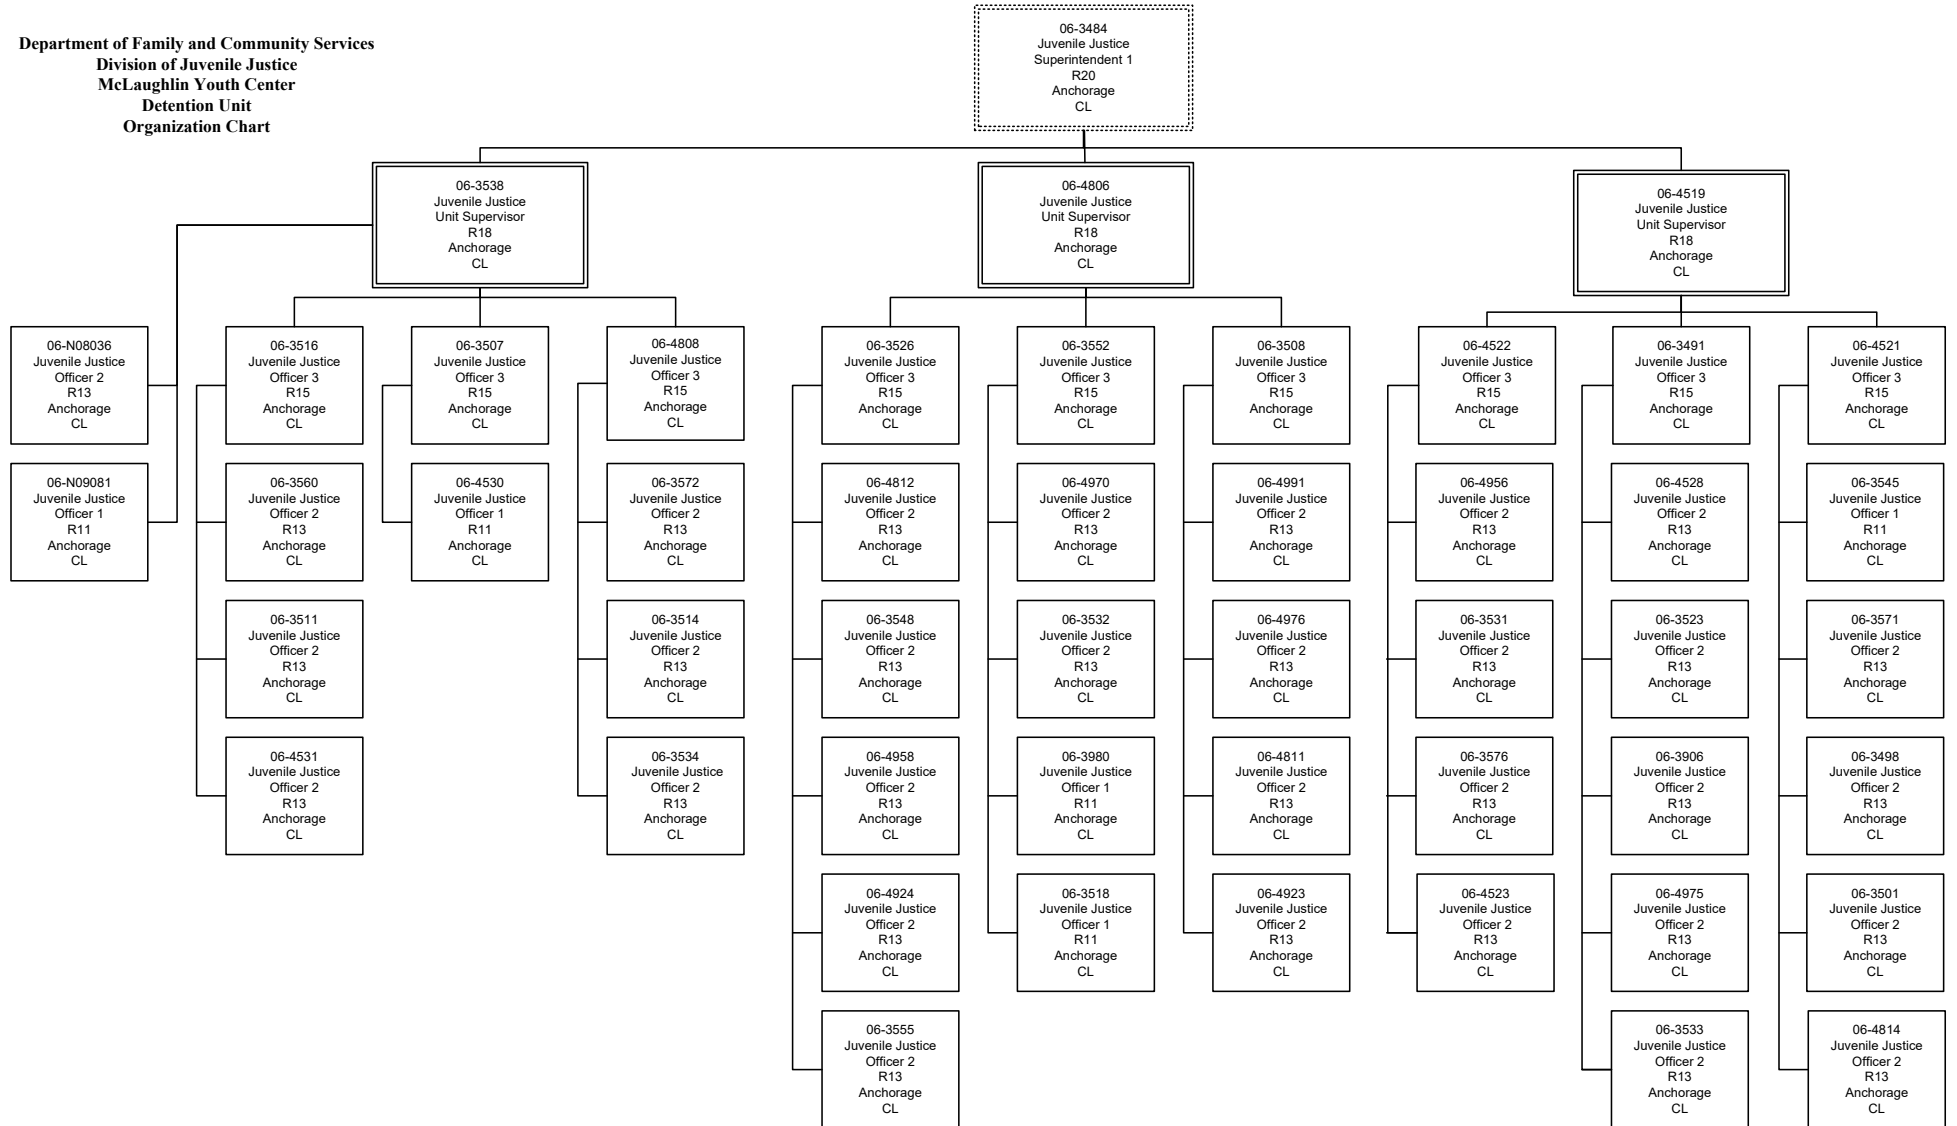 Department of Family and Community Services
Division of Juvenile Justice
McLaughlin Youth Center
Detention Unit
Organization Chart
06-3484
Juvenile Justice
Superintendent 1
R20
Anchorage
CL
06-3538
Juvenile Justice
Unit Supervisor
R18
Anchorage
CL
06-4806
Juvenile Justice
Unit Supervisor
R18
Anchorage
CL
06-4519
Juvenile Justice
Unit Supervisor
R18
Anchorage
CL
06-N08036
Juvenile Justice
Officer 2
R13
Anchorage
CL
06-3516
Juvenile Justice
Officer 3
R15
Anchorage
CL
06-3507
Juvenile Justice
Officer 3
R15
Anchorage
CL
06-4808
Juvenile Justice
Officer 3
R15
Anchorage
CL
06-3526
Juvenile Justice
Officer 3
R15
Anchorage
CL
06-3552
Juvenile Justice
Officer 3
R15
Anchorage
CL
06-3508
Juvenile Justice
Officer 3
R15
Anchorage
CL
06-4522
Juvenile Justice
Officer 3
R15
Anchorage
CL
06-3491
Juvenile Justice
Officer 3
R15
Anchorage
CL
06-4521
Juvenile Justice
Officer 3
R15
Anchorage
CL
06-N09081
Juvenile Justice
Officer 1
R11
Anchorage
CL
06-3560
Juvenile Justice
Officer 2
R13
Anchorage
CL
06-4530
Juvenile Justice
Officer 1
R11
Anchorage
CL
06-3572
Juvenile Justice
Officer 2
R13
Anchorage
CL
06-4812
Juvenile Justice
Officer 2
R13
Anchorage
CL
06-4970
Juvenile Justice
Officer 2
R13
Anchorage
CL
06-4991
Juvenile Justice
Officer 2
R13
Anchorage
CL
06-4956
Juvenile Justice
Officer 2
R13
Anchorage
CL
06-4528
Juvenile Justice
Officer 2
R13
Anchorage
CL
06-3545
Juvenile Justice
Officer 1
R11
Anchorage
CL
06-3511
Juvenile Justice
Officer 2
R13
Anchorage
CL
06-3514
Juvenile Justice
Officer 2
R13
Anchorage
CL
06-3548
Juvenile Justice
Officer 2
R13
Anchorage
CL
06-3532
Juvenile Justice
Officer 2
R13
Anchorage
CL
06-4976
Juvenile Justice
Officer 2
R13
Anchorage
CL
06-3531
Juvenile Justice
Officer 2
R13
Anchorage
CL
06-3523
Juvenile Justice
Officer 2
R13
Anchorage
CL
06-3571
Juvenile Justice
Officer 2
R13
Anchorage
CL
06-4531
Juvenile Justice
Officer 2
R13
Anchorage
CL
06-3534
Juvenile Justice
Officer 2
R13
Anchorage
CL
06-4958
Juvenile Justice
Officer 2
R13
Anchorage
CL
06-3980
Juvenile Justice
Officer 1
R11
Anchorage
CL
06-4811
Juvenile Justice
Officer 2
R13
Anchorage
CL
06-3576
Juvenile Justice
Officer 2
R13
Anchorage
CL
06-3906
Juvenile Justice
Officer 2
R13
Anchorage
CL
06-3498
Juvenile Justice
Officer 2
R13
Anchorage
CL
06-4924
Juvenile Justice
Officer 2
R13
Anchorage
CL
06-3518
Juvenile Justice
Officer 1
R11
Anchorage
CL
06-4923
Juvenile Justice
Officer 2
R13
Anchorage
CL
06-4523
Juvenile Justice
Officer 2
R13
Anchorage
CL
06-4975
Juvenile Justice
Officer 2
R13
Anchorage
CL
06-3501
Juvenile Justice
Officer 2
R13
Anchorage
CL
06-3555
Juvenile Justice
Officer 2
R13
Anchorage
CL
06-3533
Juvenile Justice
Officer 2
R13
Anchorage
CL
06-4814
Juvenile Justice
Officer 2
R13
Anchorage
CL